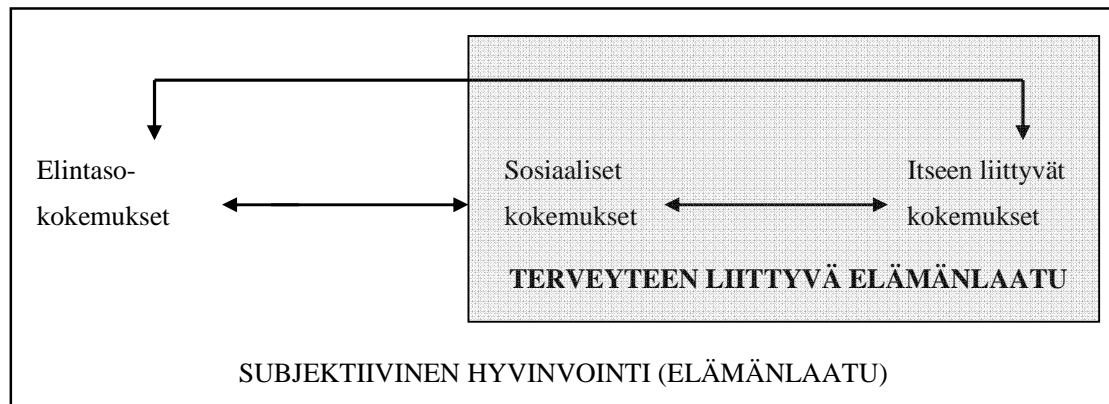 Elintaso-
kokemukset
Sosiaaliset
kokemukset
Itseen liittyvät
kokemukset
TERVEYTEEN LIITTYVÄ ELÄMÄNLAATU
SUBJEKTIIVINEN HYVINVOINTI (ELÄMÄNLAATU)